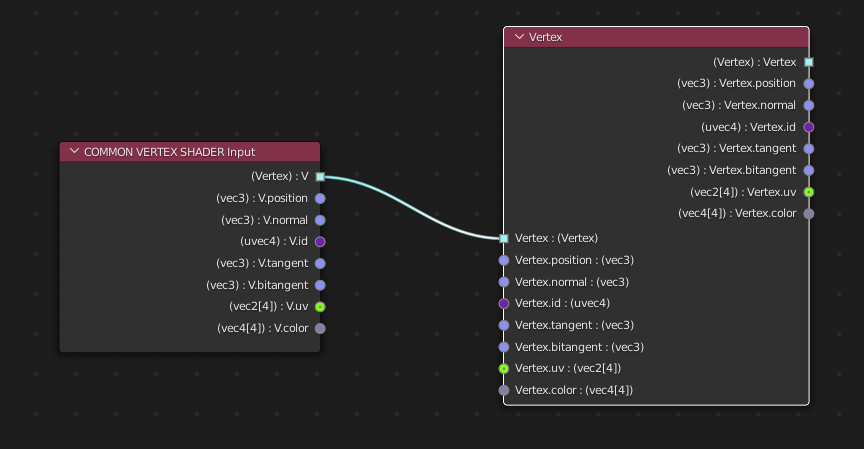 COMMON VERTEX SHADER Input
(Vertex) : V
(vec3) : V.position
(vec3) : V.normal
(uvec4) : V.id
(vec3) : V.tangent
(vec3) : V.bitangent
(vec2[4]) : V.uv
(vec4[4]) : V.color
Vertex
(Vertex) : Vertex
(vec3) : Vertex.position
(vec3) : Vertex.normal
(uvec4) : Vertex.id
(vec3) : Vertex.tangent
(vec3) : Vertex.bitangent
(vec2[4]) : Vertex.uv
(vec4[4]) : Vertex.color
Vertex : (Vertex)
Vertex.position : (vec3)
Vertex.normal : (vec3)
Vertex.id : (uvec4)
Vertex.tangent : (vec3)
Vertex.bitangent : (vec3)
Vertex.uv : (vec2[4])
Vertex.color : (vec4[4])